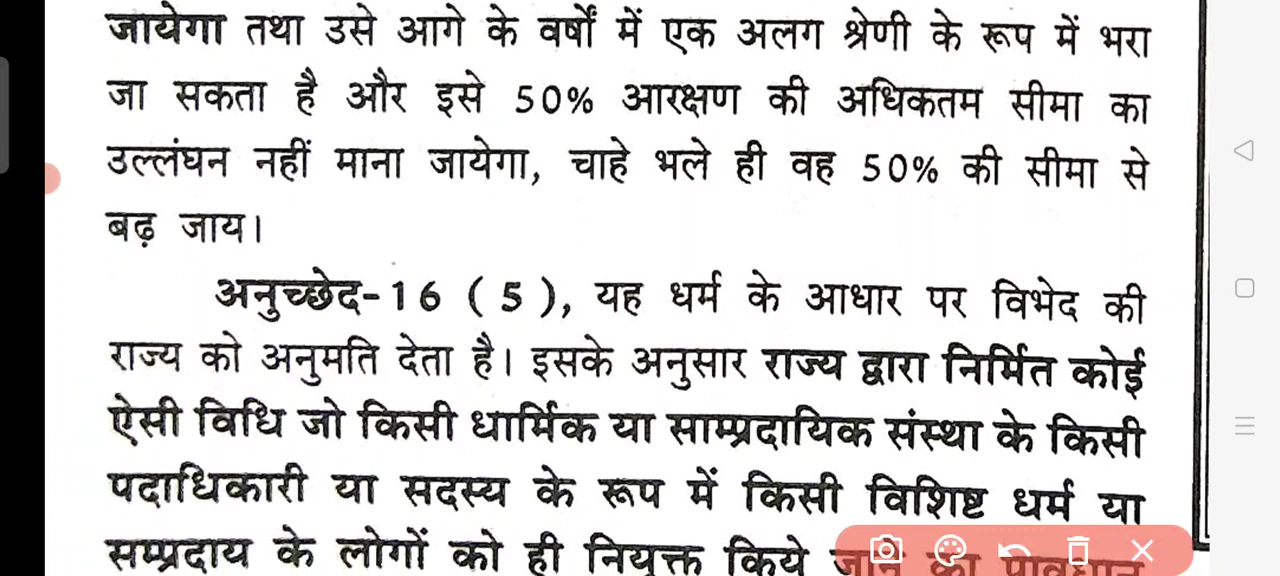 जायेगा तथा उसे आगे के वर्षों में एक अलग श्रेणी के रूप में भरा
जा सकता है और इसे 50% आरक्षण की अधिकतम सीमा का
उल्लंघन नहीं माना जायेगा, चाहे भले ही वह 50% की सीमा से
बढ़ जाय।
अनुच्छेद-16 ( 5 ), यह धर्म के आधार पर विभेद की
राज्य को अनुमति देता है। इसके अनुसार राज्य द्वारा निर्मित कोई
ऐसी विधि जो किसी धार्मिक या साम्प्रदायिक संस्था के किसी
पदाधिकारी या सदस्य के रूप में किसी विशिष्ट धर्म या
सम्प्रदाय के लोगों को ही नियुक्त किये